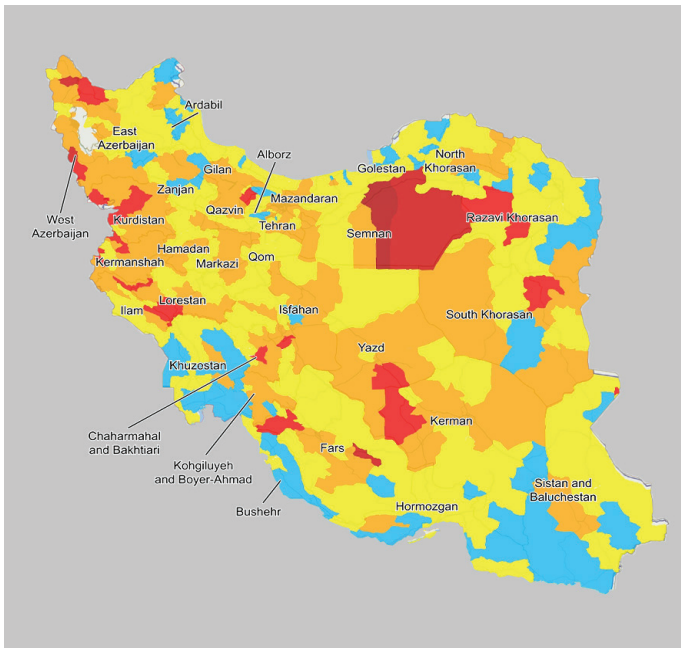 Ardabil
East
Azerbaijan
Alborz
Gilan
Golestan
North
Khorasan
Zanjan
Mazandaran
Qazvin
West
Azerbaijan
Kurdistan
Tehran
Semnan
Razavi Khorasan
Hamadan
Qom
Kermanshah
Markazi
Lorestan
Ilam
Isfahan
South Khorasan
Yazd
Khuzestan
Kerman
Chaharmahal
and Bakhtiari
Fars
Kohgiluyeh
and Boyer-Ahmad
Sistan and
Baluchestan
Bushehr
Hormozgan